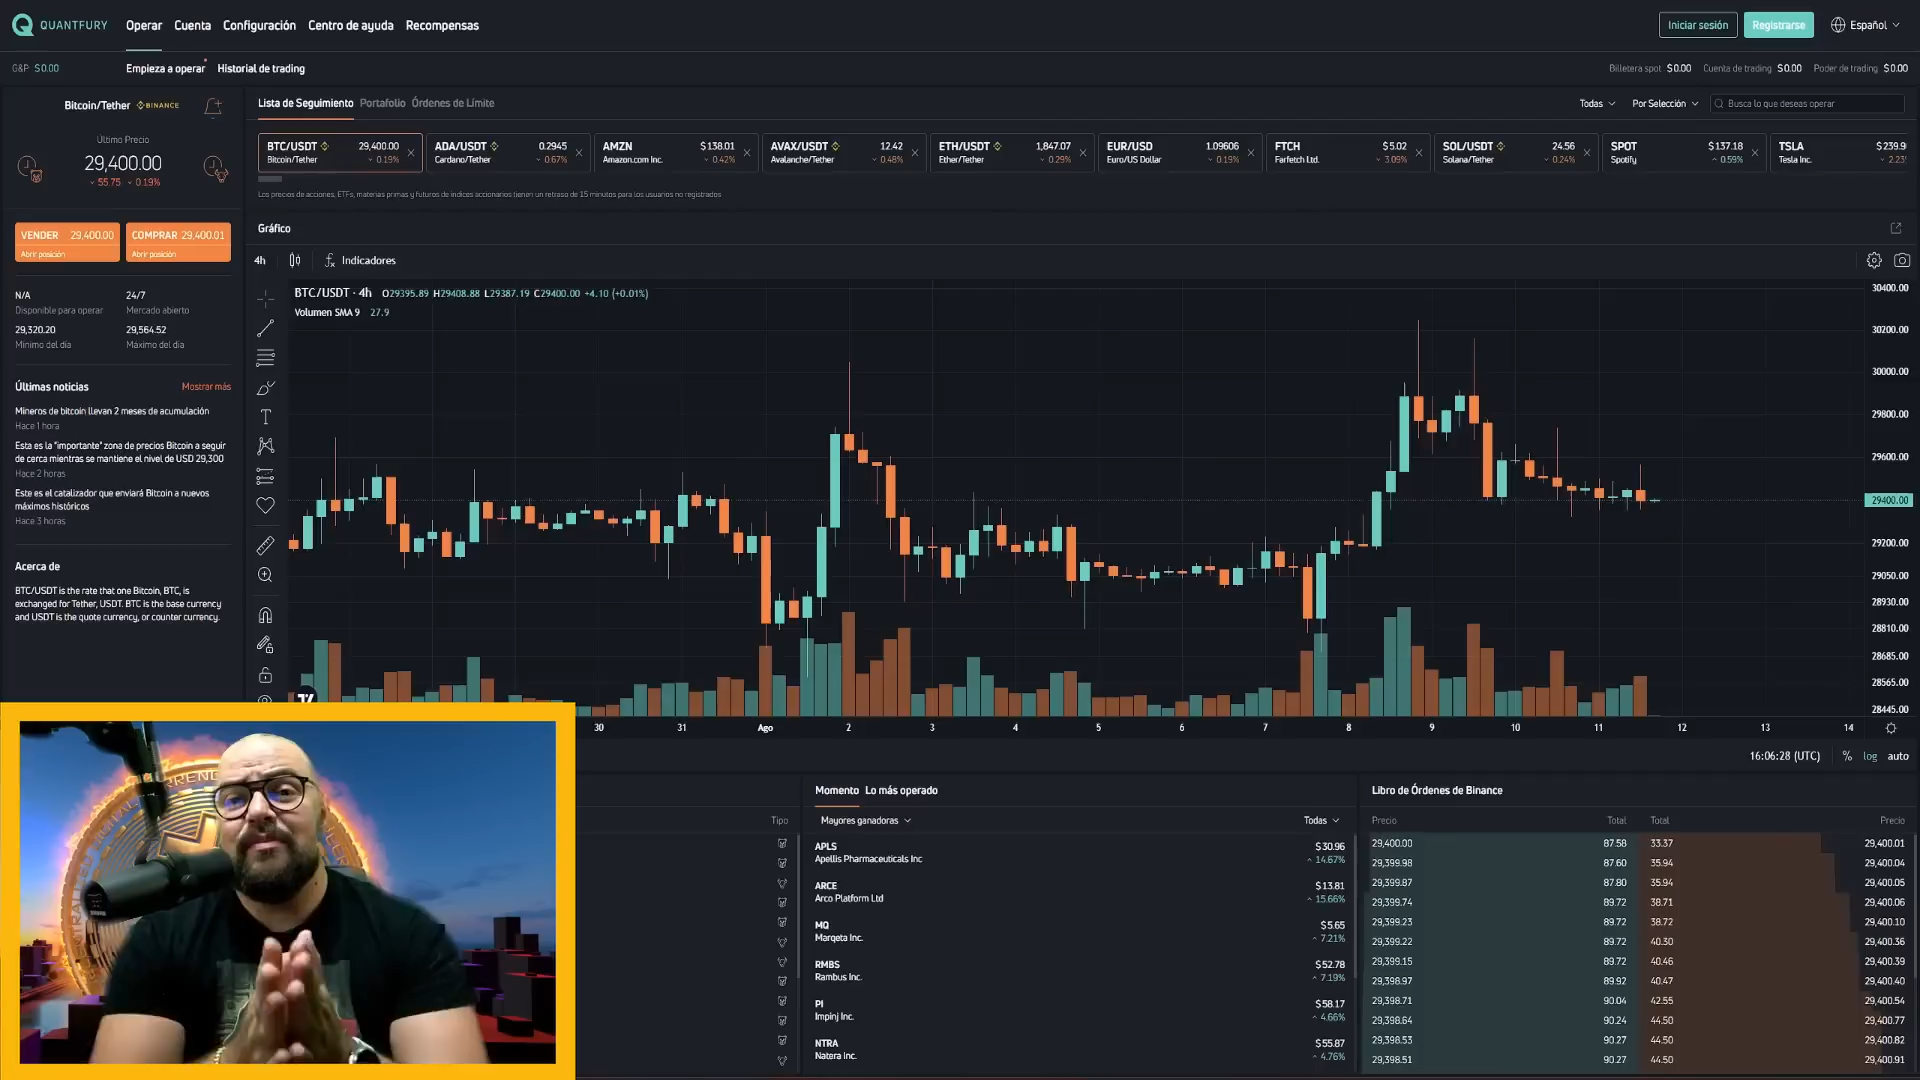 QUANTFURY
Operar
Cuenta
Configuración
Centro de ayuda
Recompensas
Iniciar sesión
Registrarse
Español
G&P $0.00
Empieza a operar
Historial de trading
Billetera spot $0.00
Cuenta de trading $0.00
Poder de trading $0.00
Bitcoin/Tether BINANCE
Último Precio
29,400.00
55.75 0.19%
VENDER 29,400.00
Abrir posición
COMPRAR 29,400.01
Abrir posición
N/A
Disponible para operar
24/7
Mercado abierto
29,320.20
Mínimo del día
29,564.52
Máximo del día
Últimas noticias
Mostrar más
Mineros de bitcoin llevan 2 meses de acumulación
Hace 1 hora
Esta es la "importante" zona de precios Bitcoin a seguir
de cerca mientras se mantiene el nivel de USD 29,300
Hace 2 horas
Este es el catalizador que enviará Bitcoin a nuevos
máximos históricos
Hace 3 horas
Acerca de
BTC/USDT is the rate that one Bitcoin, BTC, is
exchanged for Tether, USDT. BTC is the base currency
and USDT is the quote currency, or counter currency.
Lista de Seguimiento
Portafolio
Órdenes de Límite
Todas
Por Selección
Busca lo que deseas operar
BTC/USDT 29,400.00
Bitcoin/Tether 0.19%
ADA/USDT 0.2945
Cardano/Tether 0.67%
AMZN $138.01
Amazon.com Inc. 0.42%
AVAX/USDT 12.42
Avalanche/Tether 0.48%
ETH/USDT 1,847.07
Ether/Tether 0.29%
EUR/USD 1.09606
Euro/US Dollar 0.19%
FTCH $5.02
Farfetch Ltd. 3.09%
SOL/USDT 24.56
Solana/Tether 0.24%
SPOT $137.18
Spotify 0.59%
TSLA $239.9
Tesla Inc. 2.23
Los precios de acciones, ETFs, materias primas y futuros de índices accionarios tienen un retraso de 15 minutos para los usuarios no registrados
Gráfico
4h
Indicadores
BTC/USDT · 4h O29395.89 H29408.88 L29387.19 C29400.00 +4.10 (+0.01%)
Volumen SMA 9 27.9
30400.00
30200.00
30000.00
29800.00
29600.00
29400.00
29200.00
29050.00
28930.00
28810.00
28685.00
28565.00
28445.00
30
31
Ago
2
3
4
5
6
7
8
9
10
11
12
13
14
16:06:28 (UTC)
%
log
auto
Tipo
Momento
Lo más operado
Mayores ganadoras
Todas
APLS $30.96
Apellis Pharmaceuticals Inc 14.67%
ARCE $13.81
Arco Platform Ltd 15.66%
MQ $5.65
Marqeta Inc. 7.21%
RMBS $52.78
Rambus Inc. 7.19%
PI $58.17
Impinj Inc. 4.66%
NTRA $55.87
Natera Inc. 4.76%
Libro de Órdenes de Binance
Precio Total Total Precio
29,400.00 87.58 33.37 29,400.01
29,399.98 87.60 35.94 29,400.04
29,399.87 87.80 35.94 29,400.05
29,399.74 89.72 38.71 29,400.06
29,399.23 89.72 38.72 29,400.10
29,399.22 89.72 40.30 29,400.36
29,399.15 89.72 40.46 29,400.39
29,398.97 89.92 40.47 29,400.40
29,398.71 90.04 42.55 29,400.54
29,398.64 90.24 44.50 29,400.77
29,398.53 90.27 44.50 29,400.82
29,398.51 90.27 44.50 29,400.91